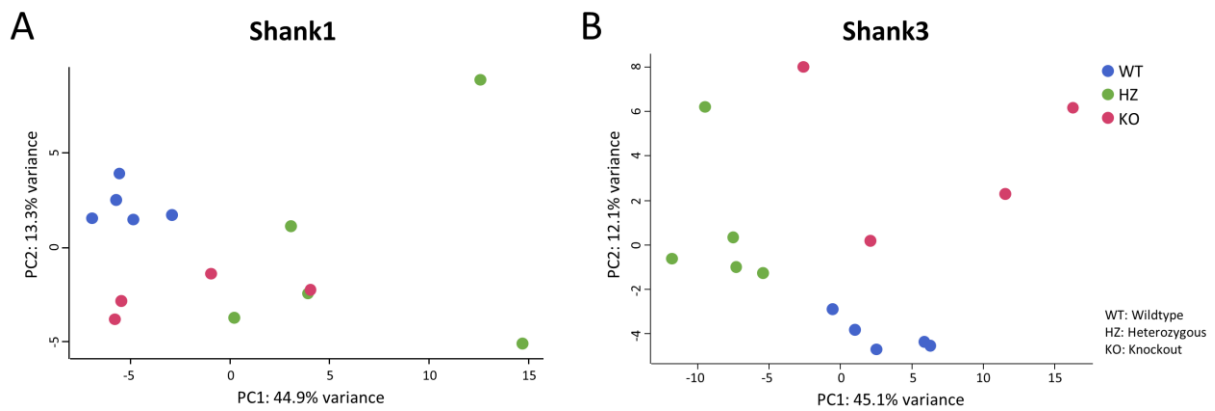 A
Shank1
PC2: 13.3% variance
5
0
-5
-5
0
5
10
15
PC1: 44.9% variance
B
Shank3
PC2: 12.1% variance
8
6
4
2
0
-2
-4
-10
-5
0
5
10
15
PC1: 45.1% variance
WT
HZ
KO
WT: Wildtype
HZ: Heterozygous
KO: Knockout